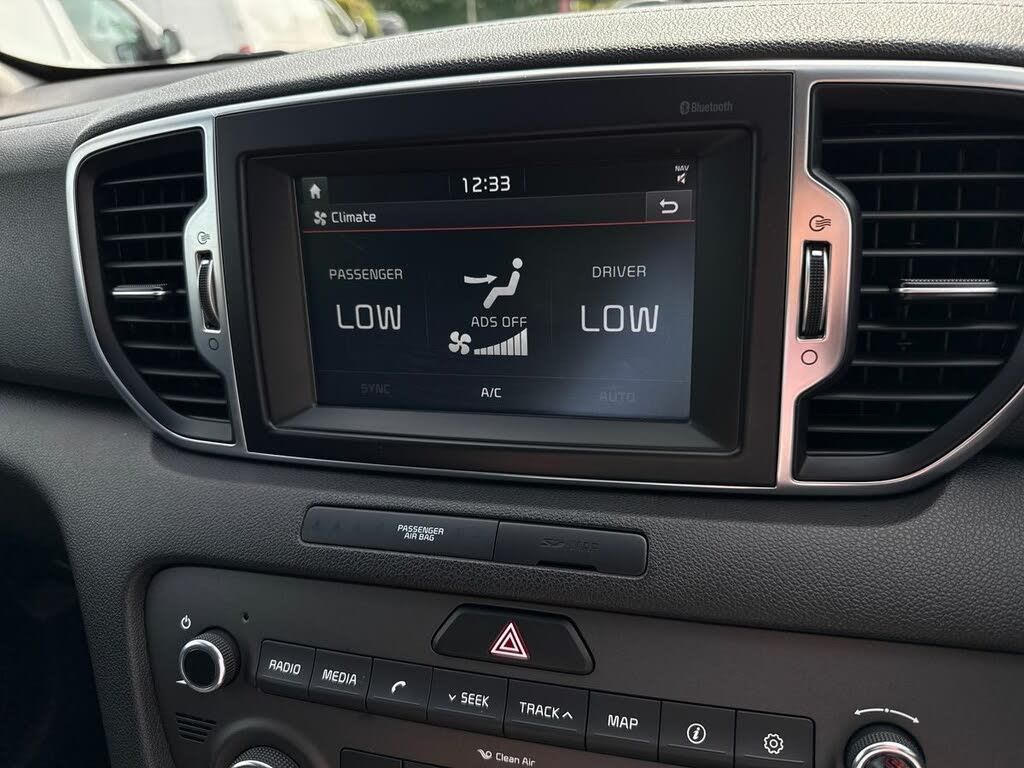 Bluetooth
12:33
NAV
Climate
PASSENGER
DRIVER
LOW
LOW
ADS OFF
SYNC
A/C
AUTO
PASSENGER
AIR BAG
RADIO
MEDIA
SEEK
TRACK
MAP
i
Clean Air